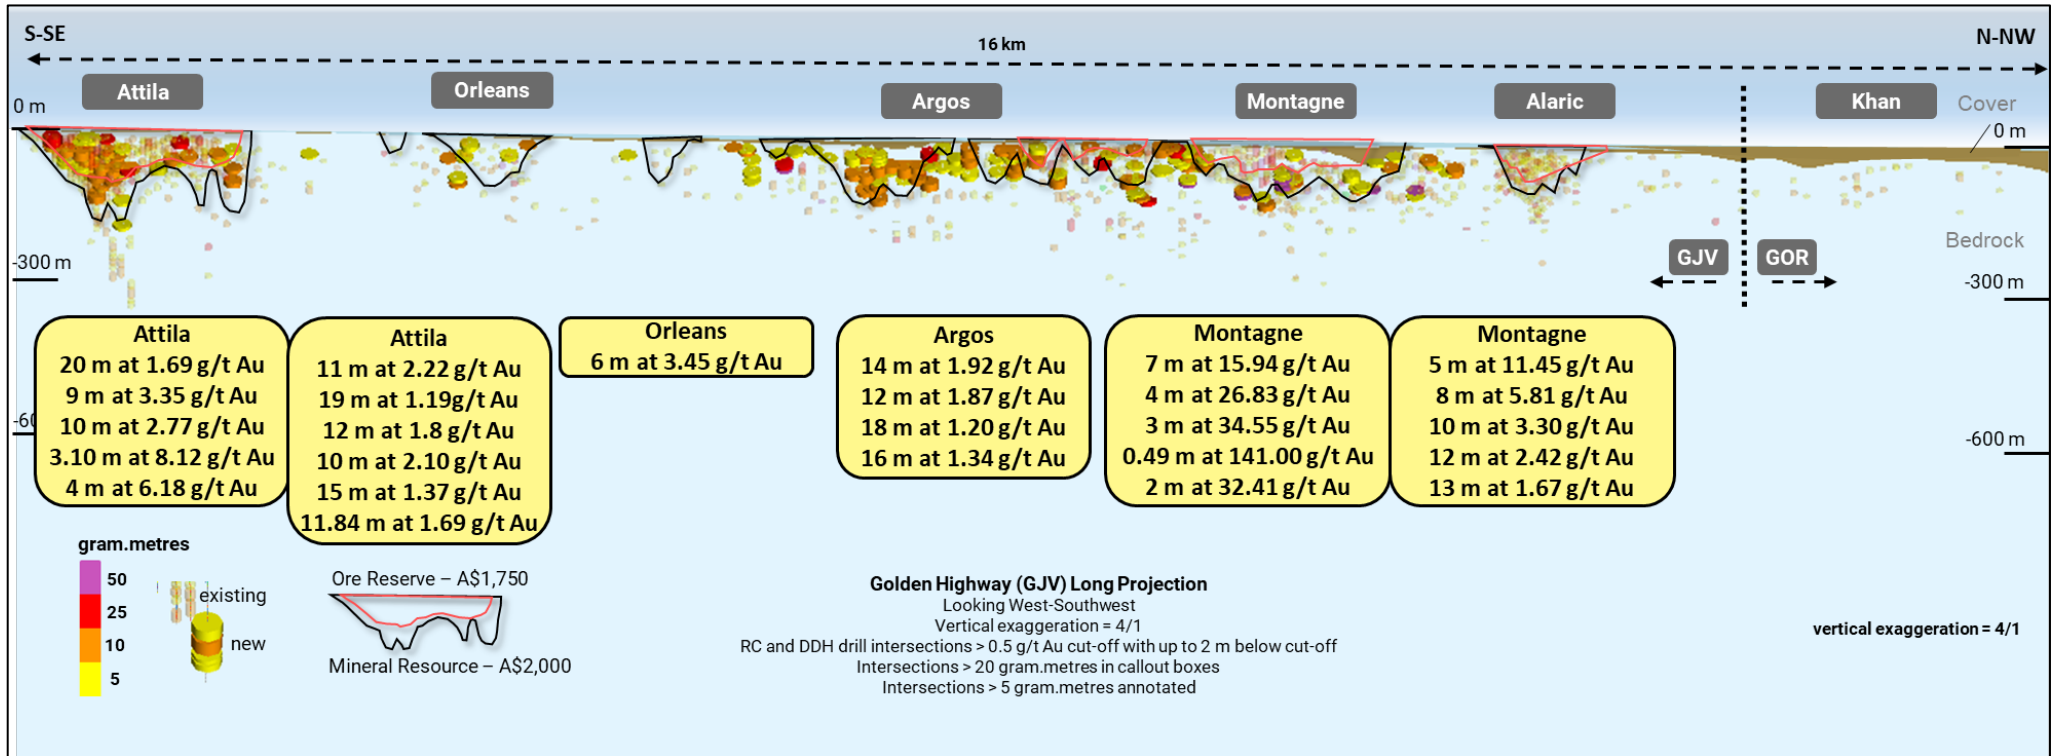 S-SE
N-NW
16 km
Attila
Orleans
Argos
Montagne
Alaric
Khan
Cover
0 m
0 m
Bedrock
GJV
GOR
-300 m
-300 m
-600 m
Attila
20 m at 1.69 g/t Au
9 m at 3.35 g/t Au
10 m at 2.77 g/t Au
3.10 m at 8.12 g/t Au
4 m at 6.18 g/t Au
Attila
11 m at 2.22 g/t Au
19 m at 1.19g/t Au
12 m at 1.8 g/t Au
10 m at 2.10 g/t Au
15 m at 1.37 g/t Au
11.84 m at 1.69 g/t Au
Orleans
6 m at 3.45 g/t Au
Argos
14 m at 1.92 g/t Au
12 m at 1.87 g/t Au
18 m at 1.20 g/t Au
16 m at 1.34 g/t Au
Montagne
7 m at 15.94 g/t Au
4 m at 26.83 g/t Au
3 m at 34.55 g/t Au
0.49 m at 141.00 g/t Au
2 m at 32.41 g/t Au
Montagne
5 m at 11.45 g/t Au
8 m at 5.81 g/t Au
10 m at 3.30 g/t Au
12 m at 2.42 g/t Au
13 m at 1.67 g/t Au
gram.metres
50
25
10
5
existing
new
Ore Reserve – A$1,750
Mineral Resource – A$2,000
Golden Highway (GJV) Long Projection
Looking West-Southwest
Vertical exaggeration = 4/1
RC and DDH drill intersections > 0.5 g/t Au cut-off with up to 2 m below cut-off
Intersections > 20 gram.metres in callout boxes
Intersections > 5 gram.metres annotated
vertical exaggeration = 4/1